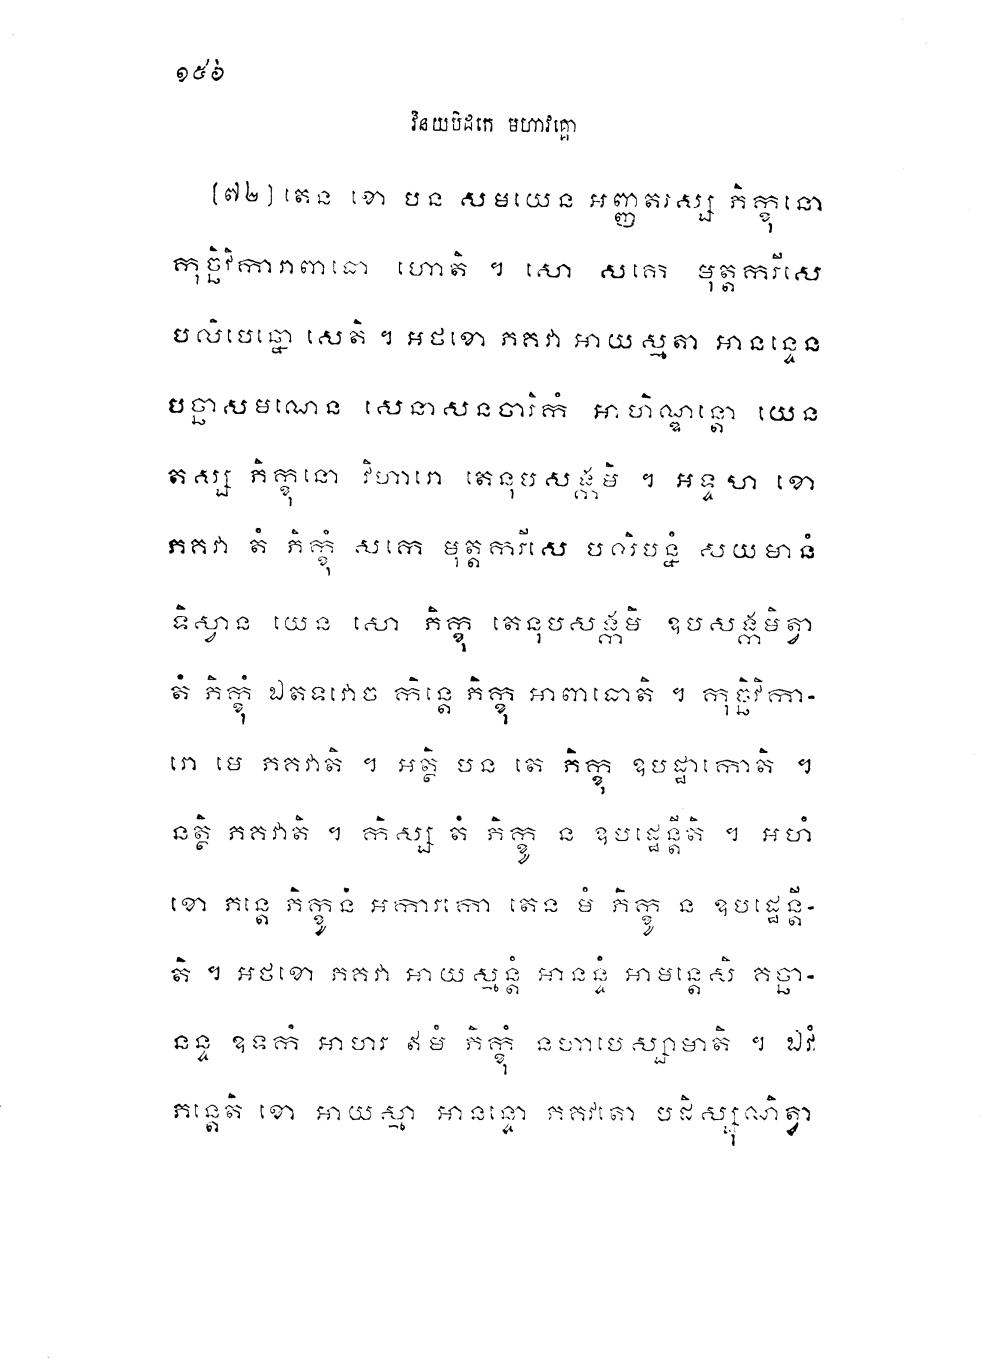 ១៥៦
វិនយបិដកេ មហាវគ្គោ
(៧២) តេន ខោ បន សមយេន អញ្ញតរស្ស ភិក្ខុនោ
កុច្ឆិវិការាពាធោ ហោតិ ។ សោ សកេ មុត្តករីសេ
បលិបន្នោ សេតិ ។ អថខោ ភគវា អាយស្មតា អានន្ទេន
បច្ឆាសមណេន សេនាសនចារិកំ អាហិណ្ឌន្តោ យេន
តស្ស ភិក្ខុនោ វិហារោ តេនុបសង្កមិ ។ អទ្ទសា ខោ
ភគវា តំ ភិក្ខុំ សកេ មុត្តករីសេ បលិបន្នំ សយមានំ
ទិស្វាន យេន សោ ភិក្ខុ តេនុបសង្កមិ ឧបសង្កមិត្វា
តំ ភិក្ខុំ ឯតទវោច កិន្តេ ភិក្ខុ អាពាធោតិ ។ កុច្ឆិវិកា-
រោ មេ ភគវាតិ ។ អត្ថិ បន តេ ភិក្ខុ ឧបដ្ឋាកោតិ ។
នត្ថិ ភគវាតិ ។ កិស្ស តំ ភិក្ខូ ន ឧបដ្ឋេន្តីតិ ។ អហំ
ខោ ភន្តេ ភិក្ខូនំ អការកោ តេន មំ ភិក្ខូ ន ឧបដ្ឋេន្តី-
តិ ។ អថខោ ភគវា អាយស្មន្តំ អានន្ទំ អាមន្តេសិ គច្ឆា-
នន្ទ ឧទកំ អាហរ ឥមំ ភិក្ខុំ នហាបេស្សាមាតិ ។ ឯវំ
ភន្តេតិ ខោ អាយស្មា អានន្ទោ ភគវតោ បដិស្សុណិត្វា